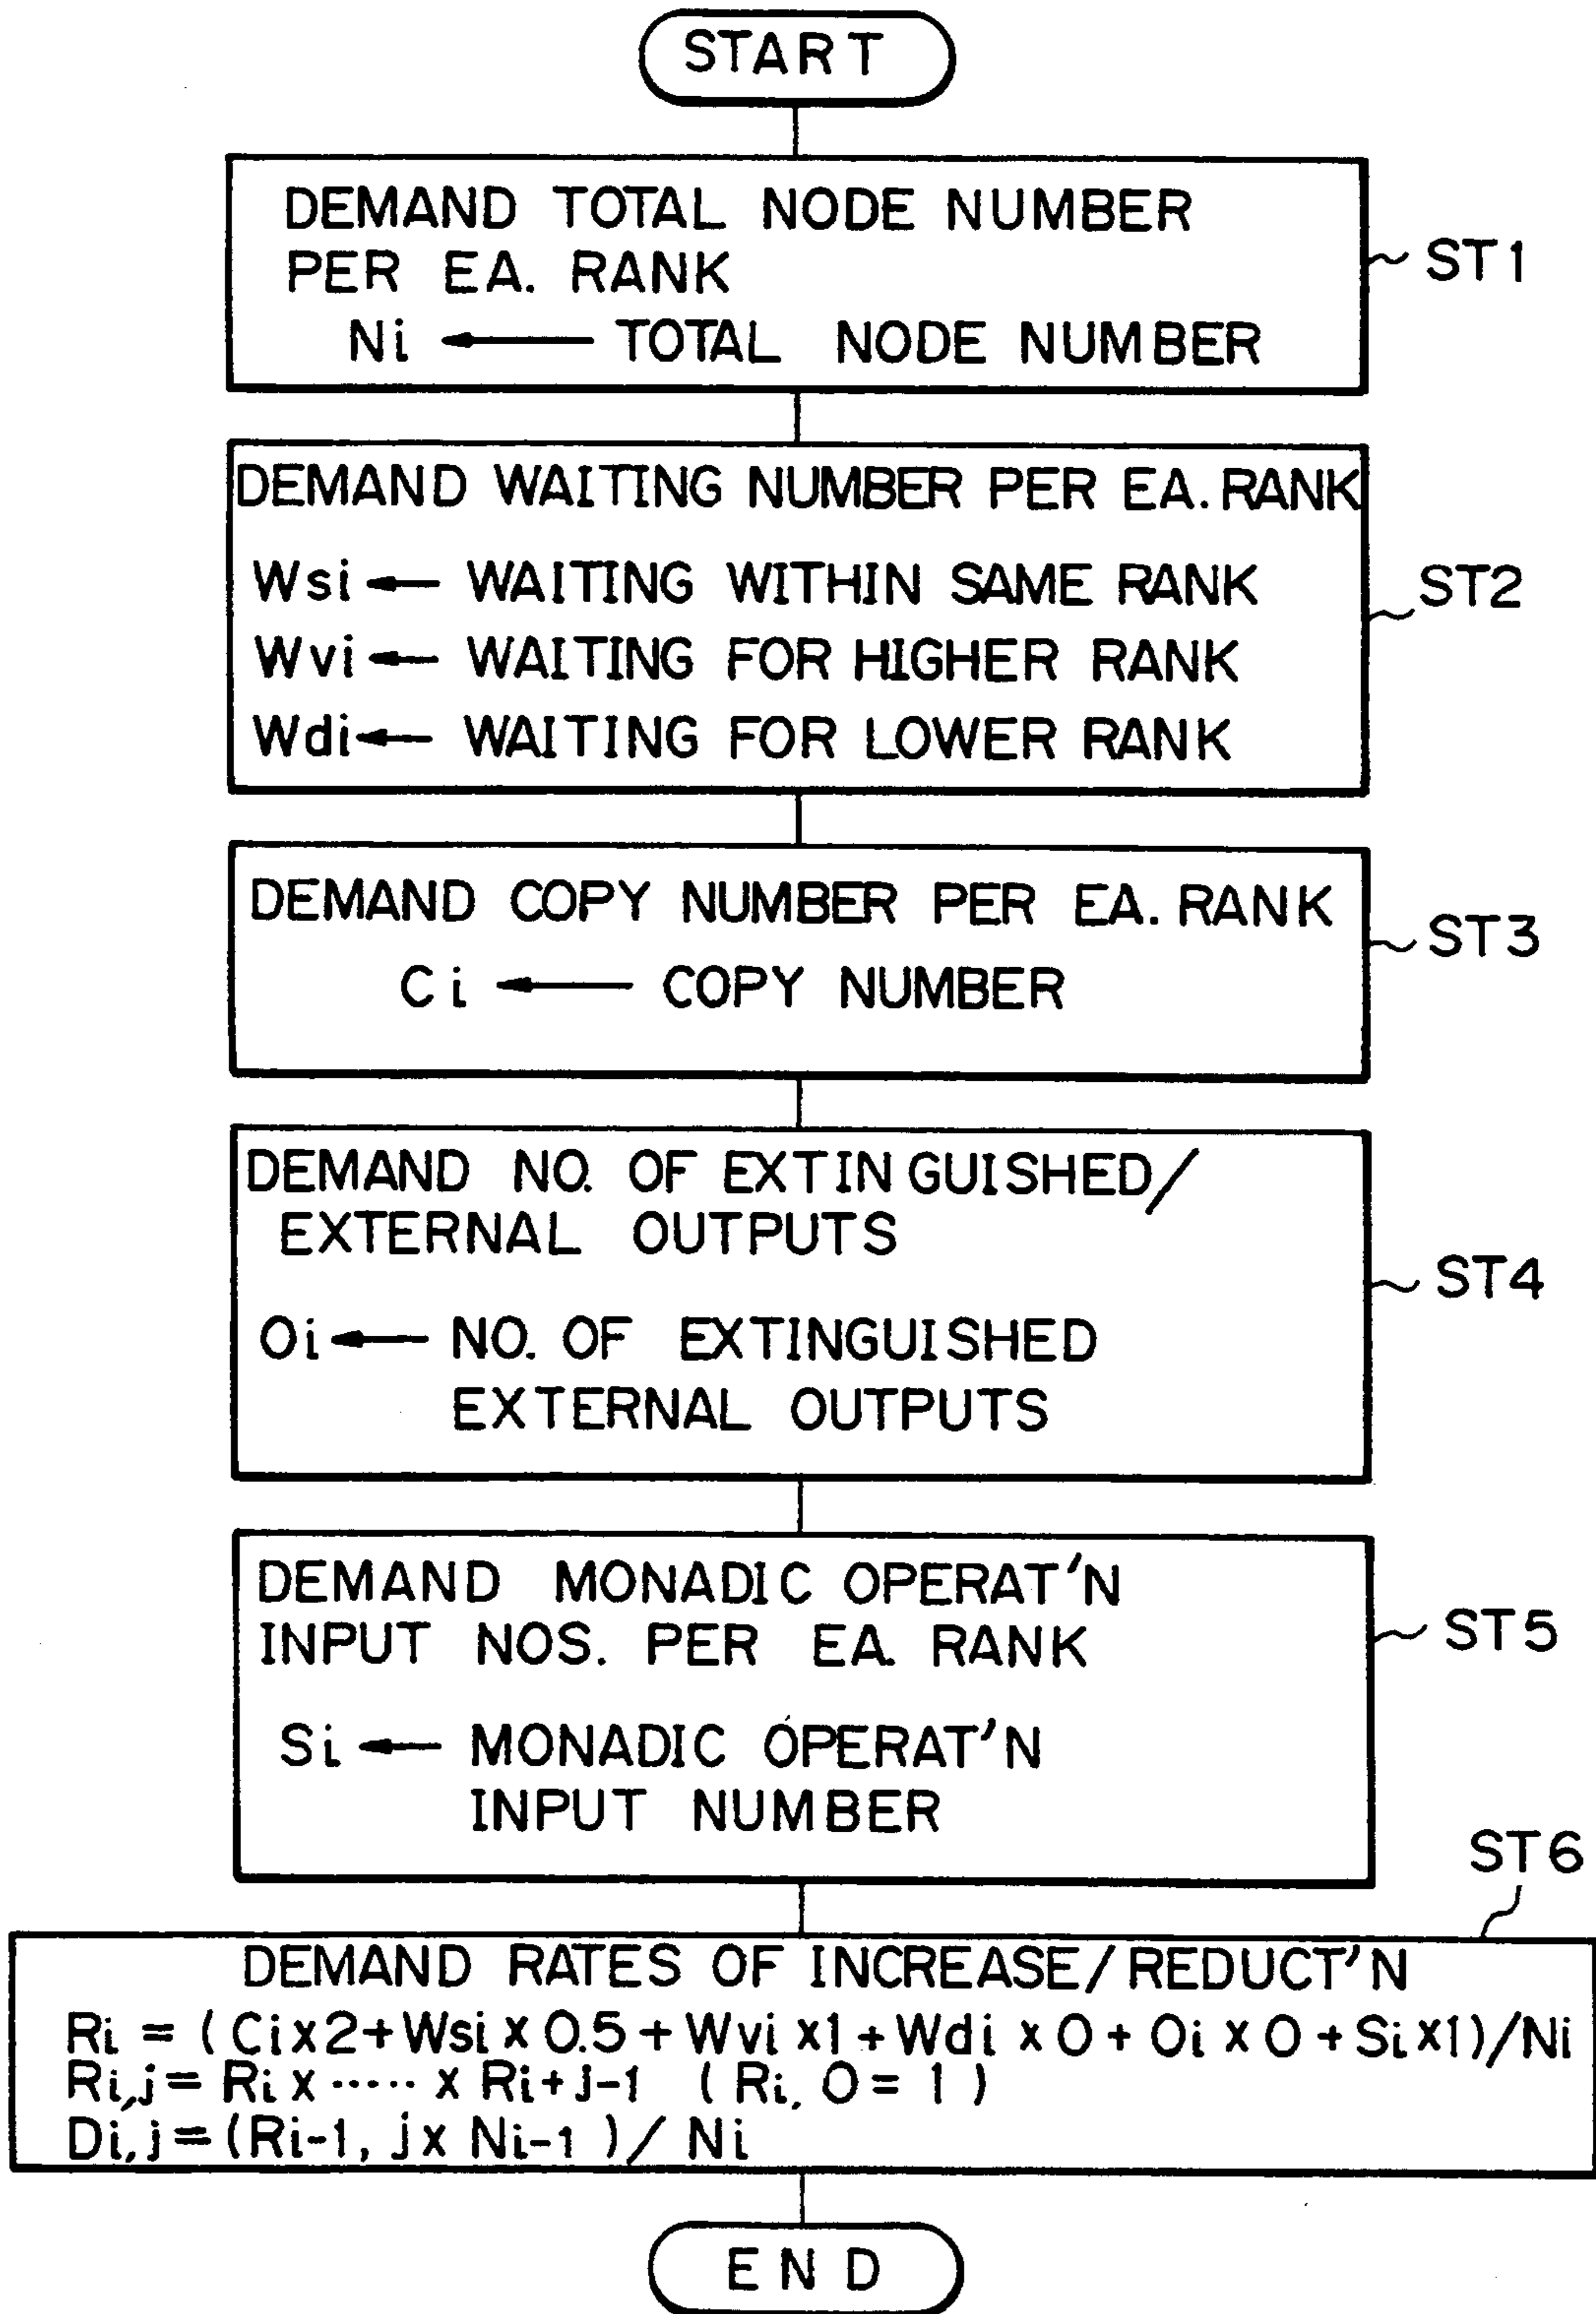 START
DEMAND TOTAL NODE NUMBER
PER EA. RANK
Ni ← TOTAL NODE NUMBER
ST1
DEMAND WAITING NUMBER PER EA. RANK
Wsi ← WAITING WITHIN SAME RANK
Wvi ← WAITING FOR HIGHER RANK
Wdi ← WAITING FOR LOWER RANK
ST2
DEMAND COPY NUMBER PER EA. RANK
Ci ← COPY NUMBER
ST3
DEMAND NO. OF EXTINGUISHED/
EXTERNAL OUTPUTS
Oi ← NO. OF EXTINGUISHED
EXTERNAL OUTPUTS
ST4
DEMAND MONADIC OPERAT'N
INPUT NOS. PER EA. RANK
Si ← MONADIC OPERAT'N
INPUT NUMBER
ST5
ST6
DEMAND RATES OF INCREASE/REDUCT'N
Ri = (Ci×2+Wsi×0.5+Wvi×1+Wdi×0+Oi×0+Si×1)/Ni
Ri,j = Ri × ····· × Ri+j-1 (Ri, 0 = 1)
Di,j = (Ri-1, j × Ni-1)/Ni
END